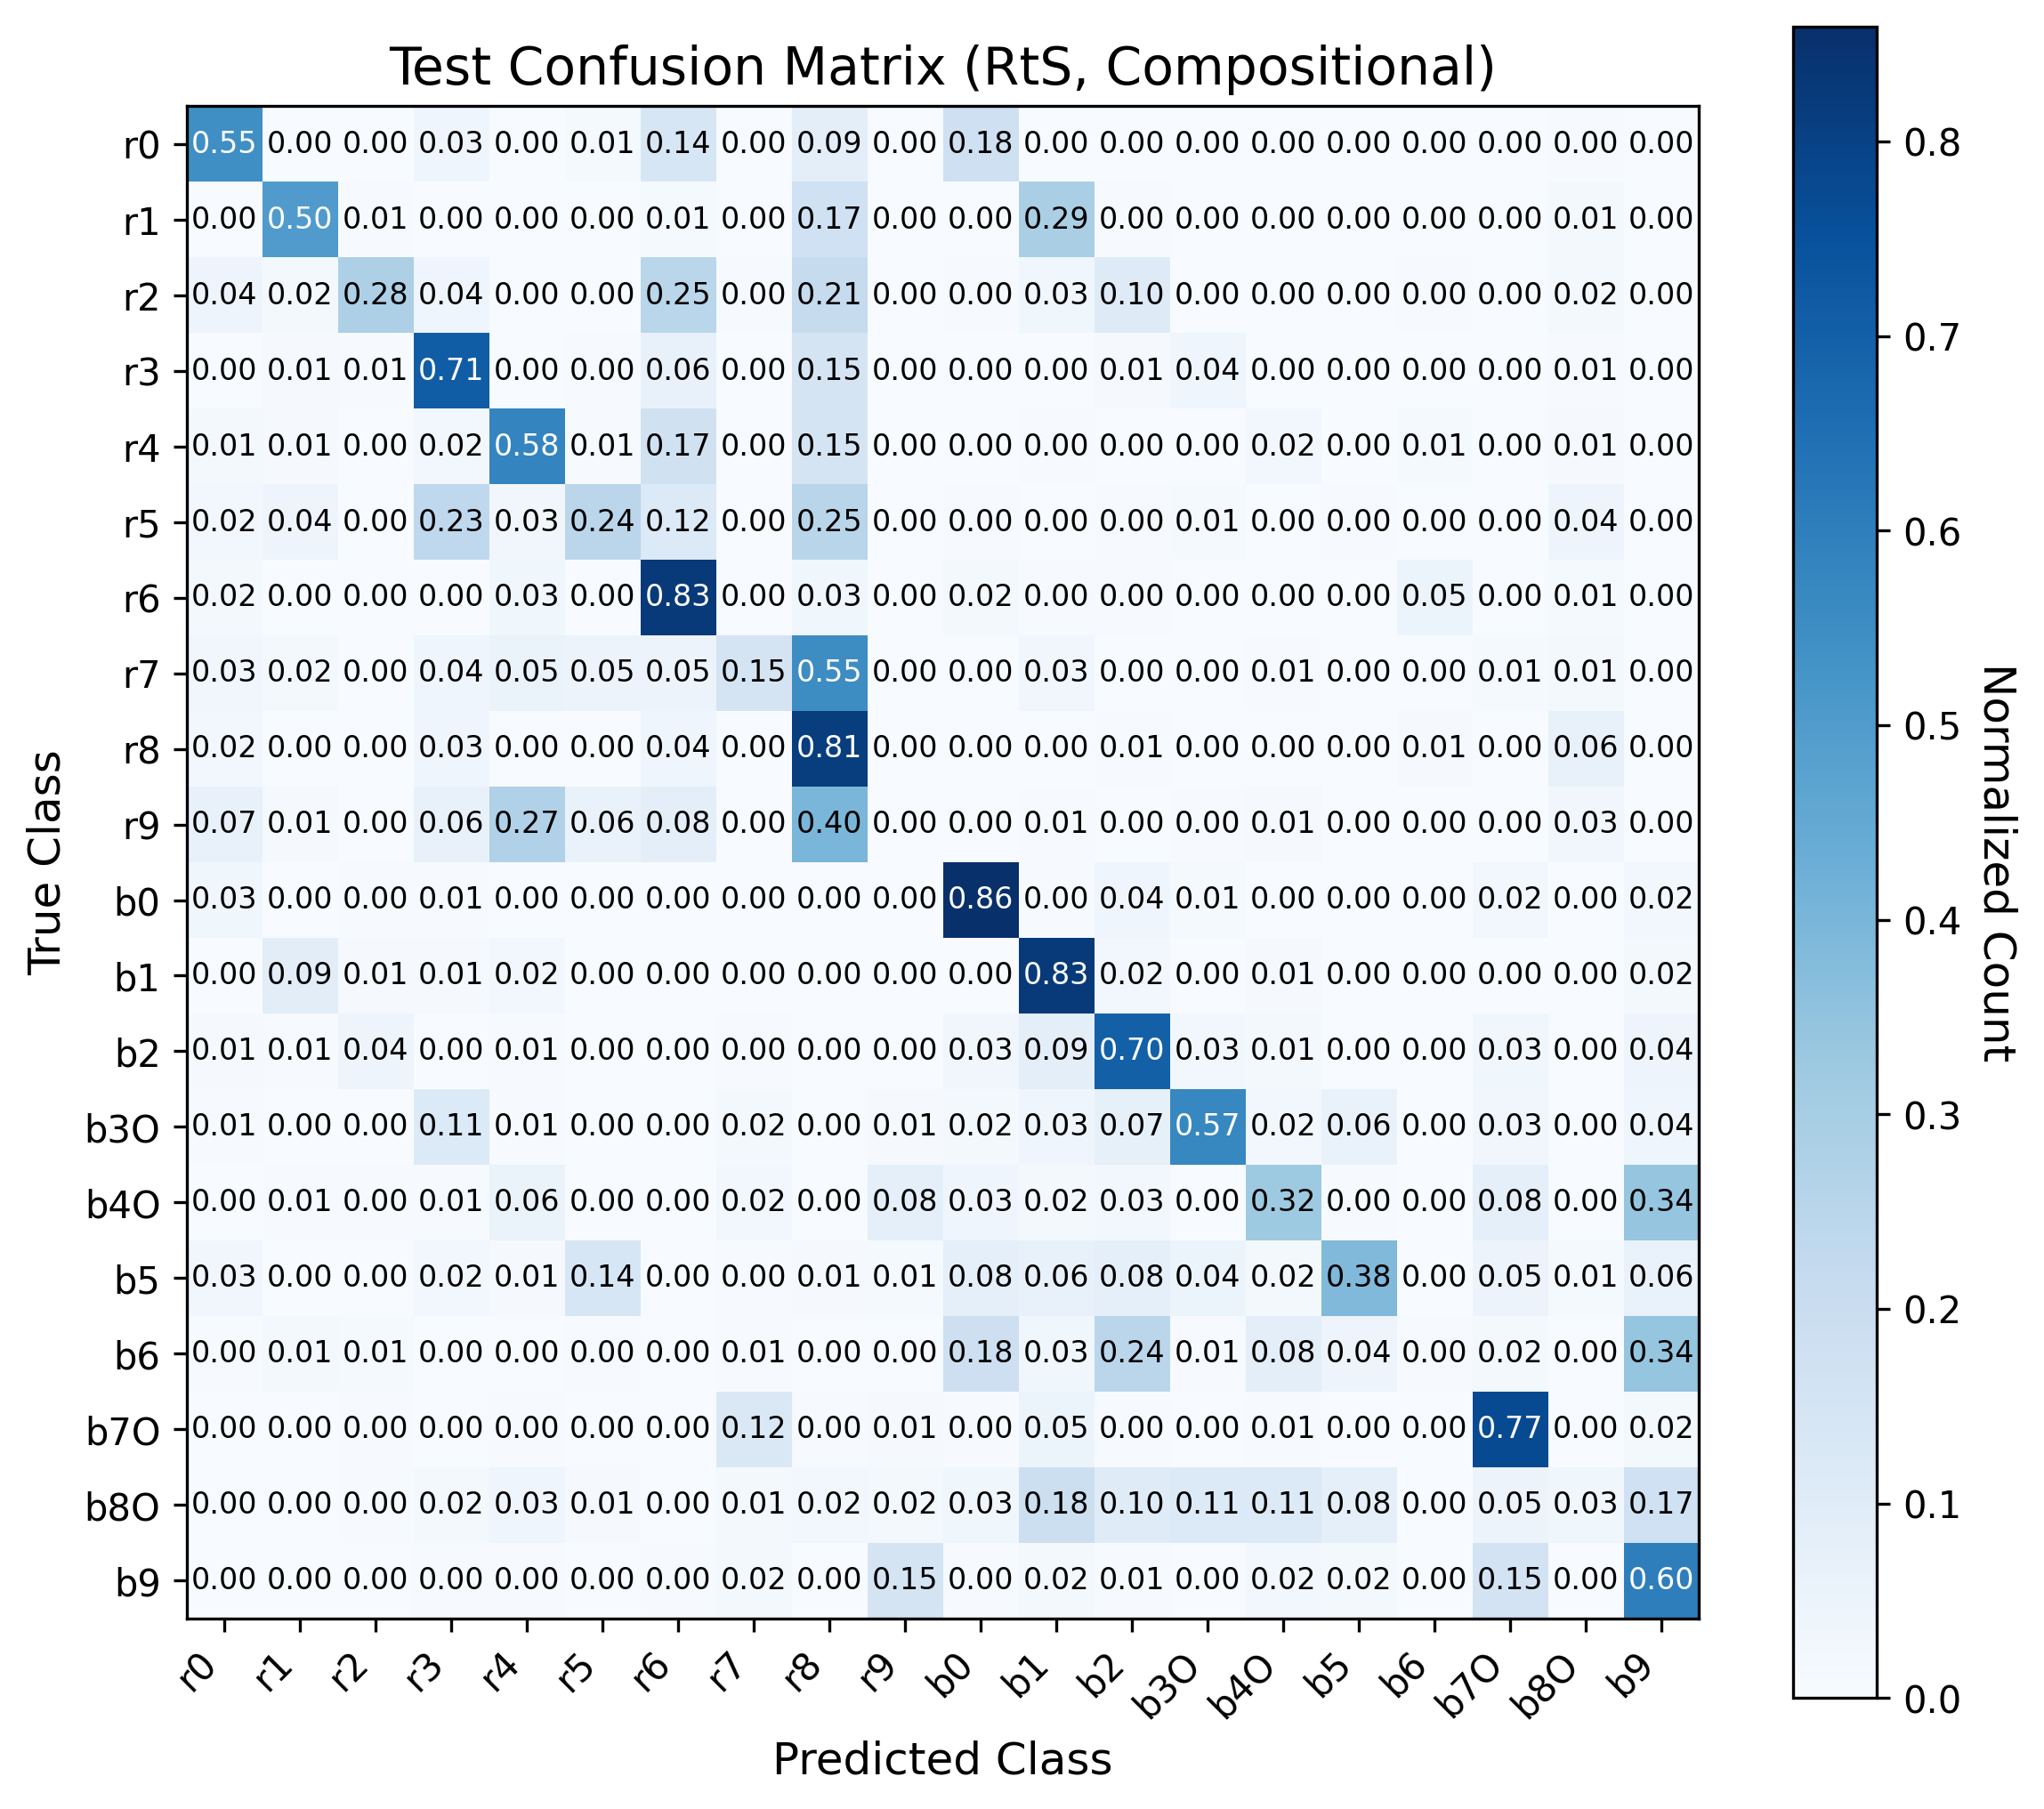 Test Confusion Matrix (RtS, Compositional)
r0 0.55 0.00 0.00 0.03 0.00 0.01 0.14 0.00 0.09 0.00 0.18 0.00 0.00 0.00 0.00 0.00 0.00 0.00 0.00 0.00
r1 0.00 0.50 0.01 0.00 0.00 0.00 0.01 0.00 0.17 0.00 0.00 0.29 0.00 0.00 0.00 0.00 0.00 0.00 0.01 0.00
r2 0.04 0.02 0.28 0.04 0.00 0.00 0.25 0.00 0.21 0.00 0.00 0.03 0.10 0.00 0.00 0.00 0.00 0.00 0.02 0.00
r3 0.00 0.01 0.01 0.71 0.00 0.00 0.06 0.00 0.15 0.00 0.00 0.00 0.01 0.04 0.00 0.00 0.00 0.00 0.01 0.00
r4 0.01 0.01 0.00 0.02 0.58 0.01 0.17 0.00 0.15 0.00 0.00 0.00 0.00 0.00 0.02 0.00 0.01 0.00 0.01 0.00
r5 0.02 0.04 0.00 0.23 0.03 0.24 0.12 0.00 0.25 0.00 0.00 0.00 0.00 0.01 0.00 0.00 0.00 0.00 0.04 0.00
r6 0.02 0.00 0.00 0.00 0.03 0.00 0.83 0.00 0.03 0.00 0.02 0.00 0.00 0.00 0.00 0.00 0.05 0.00 0.01 0.00
r7 0.03 0.02 0.00 0.04 0.05 0.05 0.05 0.15 0.55 0.00 0.00 0.03 0.00 0.00 0.01 0.00 0.00 0.01 0.01 0.00
r8 0.02 0.00 0.00 0.03 0.00 0.00 0.04 0.00 0.81 0.00 0.00 0.00 0.01 0.00 0.00 0.00 0.01 0.00 0.06 0.00
r9 0.07 0.01 0.00 0.06 0.27 0.06 0.08 0.00 0.40 0.00 0.00 0.01 0.00 0.00 0.01 0.00 0.00 0.00 0.03 0.00
b0 0.03 0.00 0.00 0.01 0.00 0.00 0.00 0.00 0.00 0.00 0.86 0.00 0.04 0.01 0.00 0.00 0.00 0.02 0.00 0.02
b1 0.00 0.09 0.01 0.01 0.02 0.00 0.00 0.00 0.00 0.00 0.00 0.83 0.02 0.00 0.01 0.00 0.00 0.00 0.00 0.02
b2 0.01 0.01 0.04 0.00 0.01 0.00 0.00 0.00 0.00 0.00 0.03 0.09 0.70 0.03 0.01 0.00 0.00 0.03 0.00 0.04
b3O 0.01 0.00 0.00 0.11 0.01 0.00 0.00 0.02 0.00 0.01 0.02 0.03 0.07 0.57 0.02 0.06 0.00 0.03 0.00 0.04
b4O 0.00 0.01 0.00 0.01 0.06 0.00 0.00 0.02 0.00 0.08 0.03 0.02 0.03 0.00 0.32 0.00 0.00 0.08 0.00 0.34
b5 0.03 0.00 0.00 0.02 0.01 0.14 0.00 0.00 0.01 0.01 0.08 0.06 0.08 0.04 0.02 0.38 0.00 0.05 0.01 0.06
b6 0.00 0.01 0.01 0.00 0.00 0.00 0.00 0.01 0.00 0.00 0.18 0.03 0.24 0.01 0.08 0.04 0.00 0.02 0.00 0.34
b7O 0.00 0.00 0.00 0.00 0.00 0.00 0.00 0.12 0.00 0.01 0.00 0.05 0.00 0.00 0.01 0.00 0.00 0.77 0.00 0.02
b8O 0.00 0.00 0.00 0.02 0.03 0.01 0.00 0.01 0.02 0.02 0.03 0.18 0.10 0.11 0.11 0.08 0.00 0.05 0.03 0.17
b9 0.00 0.00 0.00 0.00 0.00 0.00 0.00 0.02 0.00 0.15 0.00 0.02 0.01 0.00 0.02 0.02 0.00 0.15 0.00 0.60
r0 r1 r2 r3 r4 r5 r6 r7 r8 r9 b0 b1 b2 b3O b4O b5 b6 b7O b8O b9
Predicted Class
True Class
0.8
0.7
0.6
0.5
0.4
0.3
0.2
0.1
0.0
Normalized Count